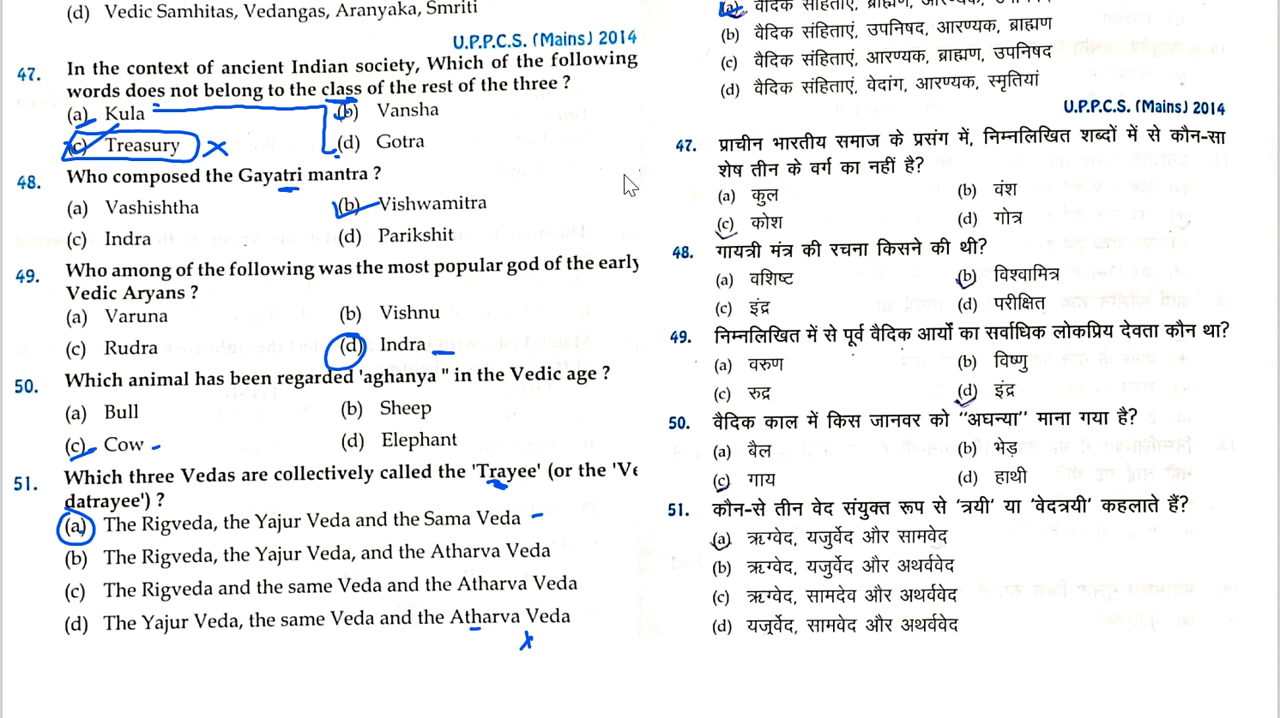 (d) Vedic Samhitas, Vedangas, Aranyaka, Smriti
U.P.P.C.S. (Mains) 2014
47. In the context of ancient Indian society, Which of the following
words does not belong to the class of the rest of the three ?
(a) Kula (b) Vansha
(c) Treasury (d) Gotra
48. Who composed the Gayatri mantra ?
(a) Vashishtha (b) Vishwamitra
(c) Indra (d) Parikshit
49. Who among of the following was the most popular god of the early
Vedic Aryans ?
(a) Varuna (b) Vishnu
(c) Rudra (d) Indra
50. Which animal has been regarded 'aghanya " in the Vedic age ?
(a) Bull (b) Sheep
(c) Cow (d) Elephant
51. Which three Vedas are collectively called the 'Trayee' (or the 'Ve
datrayee') ?
(a) The Rigveda, the Yajur Veda and the Sama Veda
(b) The Rigveda, the Yajur Veda, and the Atharva Veda
(c) The Rigveda and the same Veda and the Atharva Veda
(d) The Yajur Veda, the same Veda and the Atharva Veda
(a) वैदिक संहिताएं, ब्राह्मण,
(b) वैदिक संहिताएं, उपनिषद, आरण्यक, ब्राह्मण
(c) वैदिक संहिताएं, आरण्यक, ब्राह्मण, उपनिषद
(d) वैदिक संहिताएं, वेदांग, आरण्यक, स्मृतियां
U.P.P.C.S. (Mains) 2014
47. प्राचीन भारतीय समाज के प्रसंग में, निम्नलिखित शब्दों में से कौन-सा
शेष तीन के वर्ग का नहीं है?
(a) कुल (b) वंश
(c) कोश (d) गोत्र
48. गायत्री मंत्र की रचना किसने की थी?
(a) वशिष्ट (b) विश्वामित्र
(c) इंद्र (d) परीक्षित
49. निम्नलिखित में से पूर्व वैदिक आर्यों का सर्वाधिक लोकप्रिय देवता कौन था?
(a) वरुण (b) विष्णु
(c) रुद्र (d) इंद्र
50. वैदिक काल में किस जानवर को "अघन्या" माना गया है?
(a) बैल (b) भेड़
(c) गाय (d) हाथी
51. कौन-से तीन वेद संयुक्त रूप से 'त्रयी' या 'वेदत्रयी' कहलाते हैं?
(a) ऋग्वेद, यजुर्वेद और सामवेद
(b) ऋग्वेद, यजुर्वेद और अथर्ववेद
(c) ऋग्वेद, सामदेव और अथर्ववेद
(d) यजुर्वेद, सामवेद और अथर्ववेद